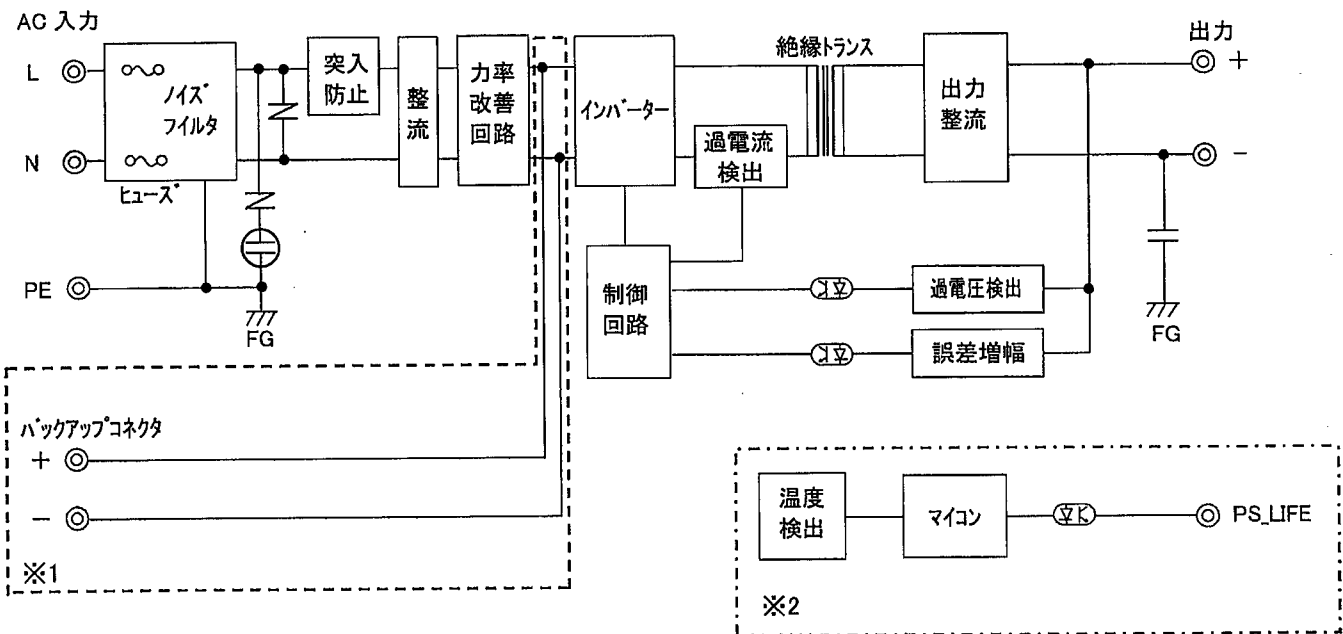 AC 入力
L
N
PE
ノイズ
フイルタ
ヒューズ
突入
防止
整
流
力率
改善
回路
インバーター
過電流
検出
絶縁トランス
出力
整流
出力
+
-
FG
FG
制御
回路
過電圧検出
誤差増幅
バックアップコネクタ
+
-
※1
温度
検出
マイコン
PS_LIFE
※2